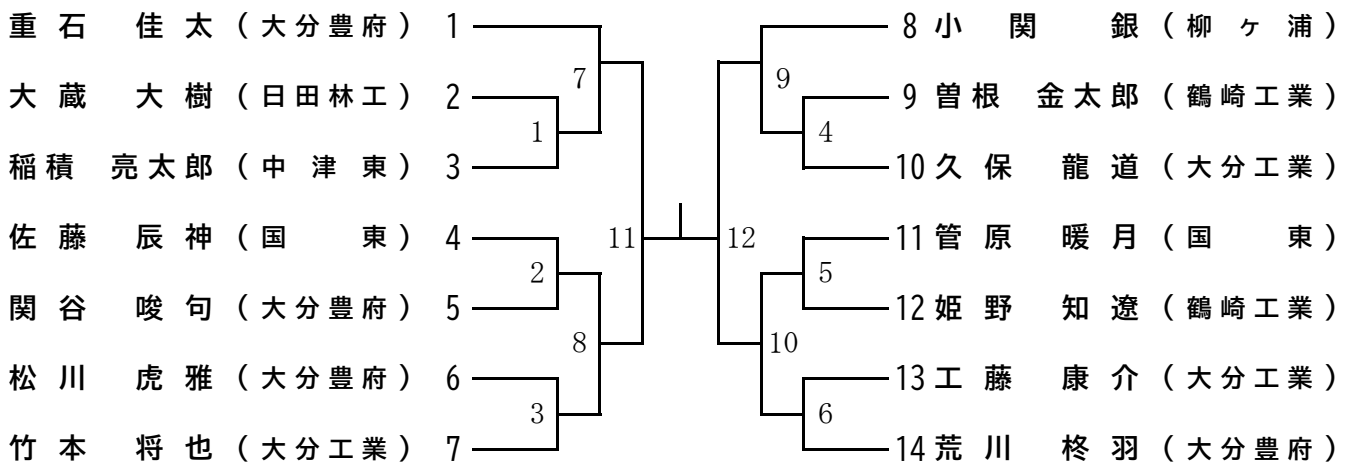 重石 佳太 (大分豊府) 1
7
大蔵 大樹 (日田林工) 2
1
稲積 亮太郎 (中津東) 3
11
佐藤 辰神 (国東) 4
2
関谷 唆句 (大分豊府) 5
8
松川 虎雅 (大分豊府) 6
3
竹本 将也 (大分工業) 7
8 小関 銀 (柳ヶ浦)
9
9 曽根 金太郎 (鶴崎工業)
4
10 久保 龍道 (大分工業)
12
11 管原 暖月 (国東)
5
12 姫野 知遼 (鶴崎工業)
10
13 工藤 康介 (大分工業)
6
14 荒川 柊羽 (大分豊府)